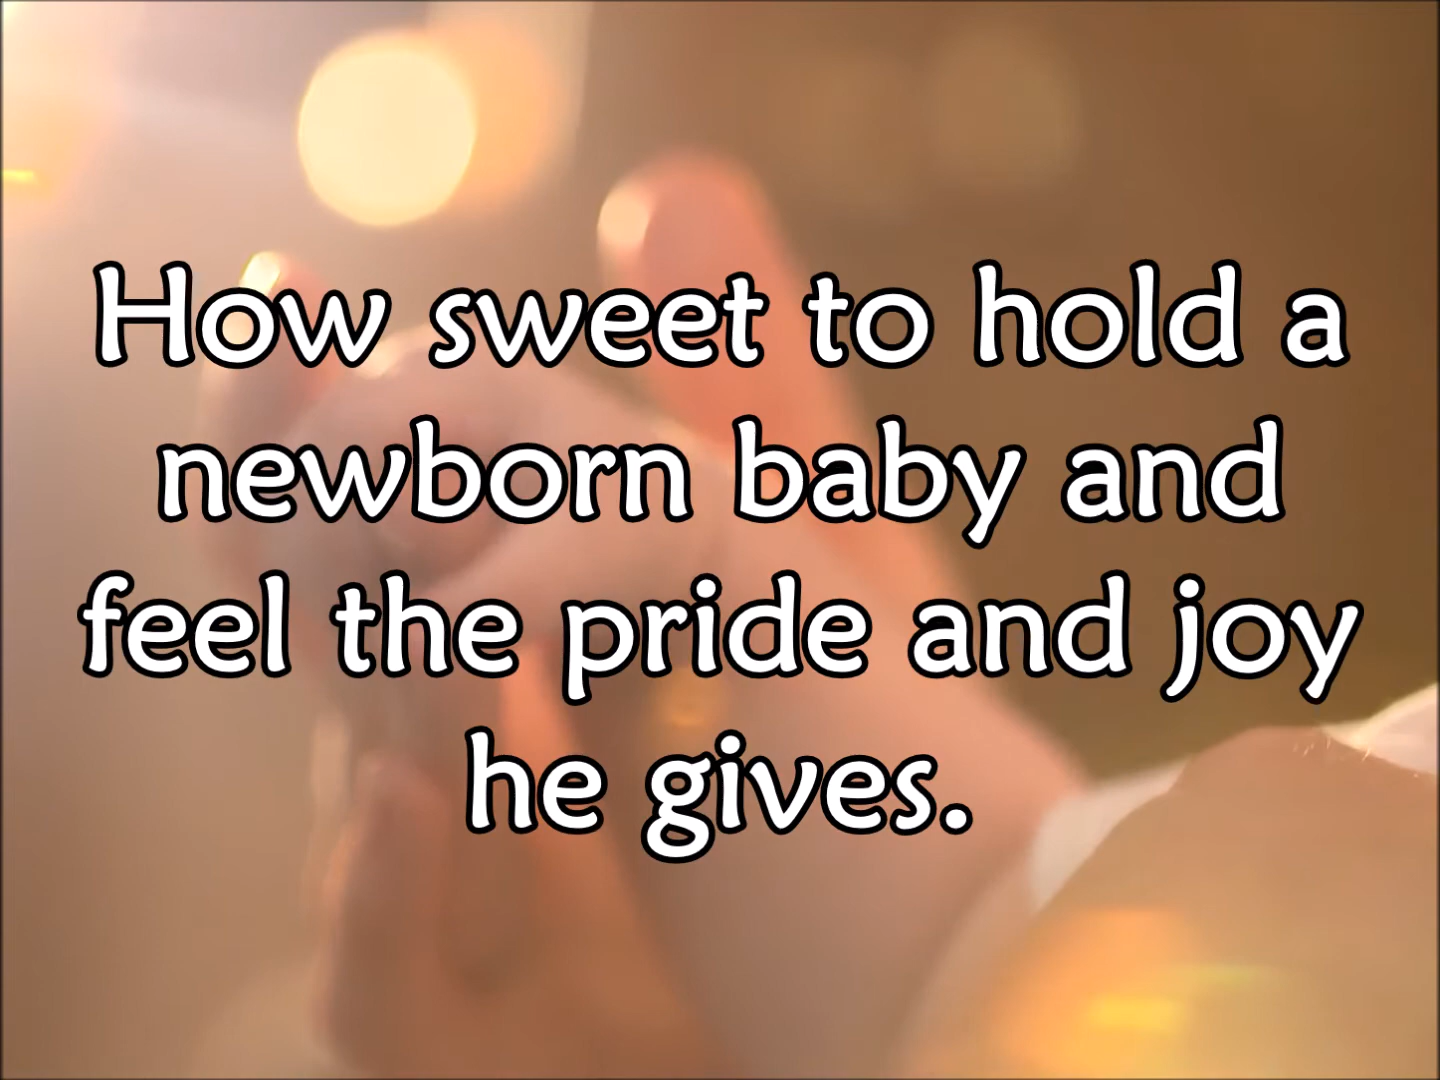 How sweet to hold a
newborn baby and
feel the pride and joy
he gives.